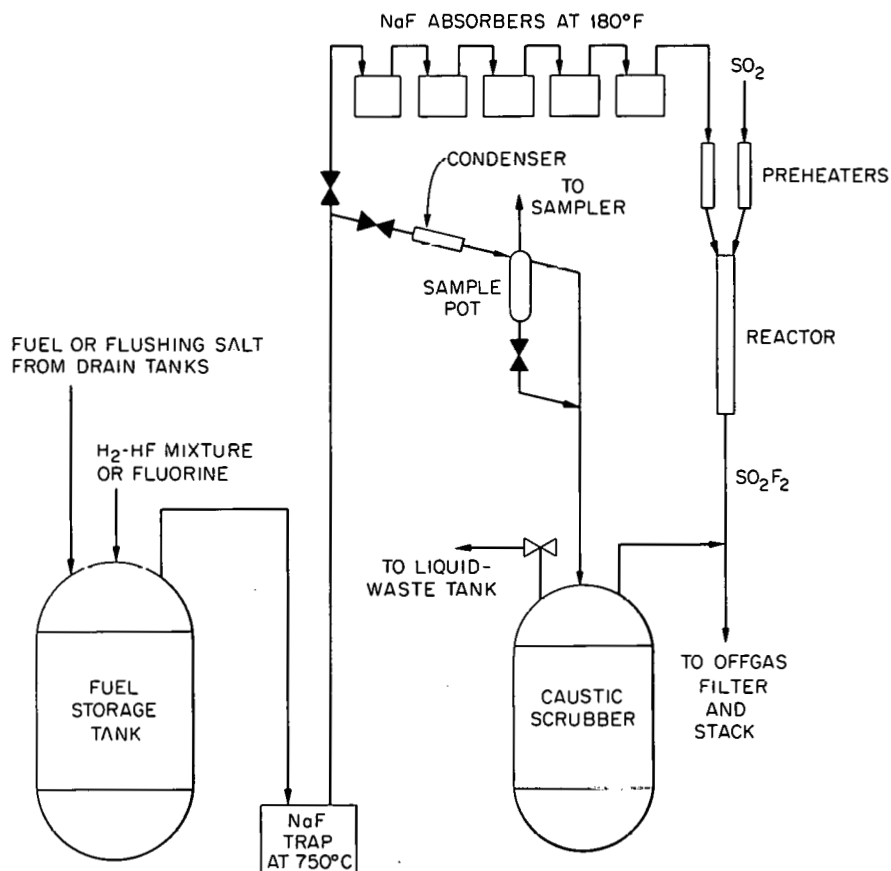 NaF ABSORBERS AT 180°F
SO2
PREHEATERS
CONDENSER
TO
SAMPLER
SAMPLE
POT
REACTOR
FUEL OR FLUSHING SALT
FROM DRAIN TANKS
H2-HF MIXTURE
OR FLUORINE
SO2F2
TO LIQUID-
WASTE TANK
TO OFFGAS
FILTER
AND
STACK
FUEL
STORAGE
TANK
CAUSTIC
SCRUBBER
NaF
TRAP
AT 750°C